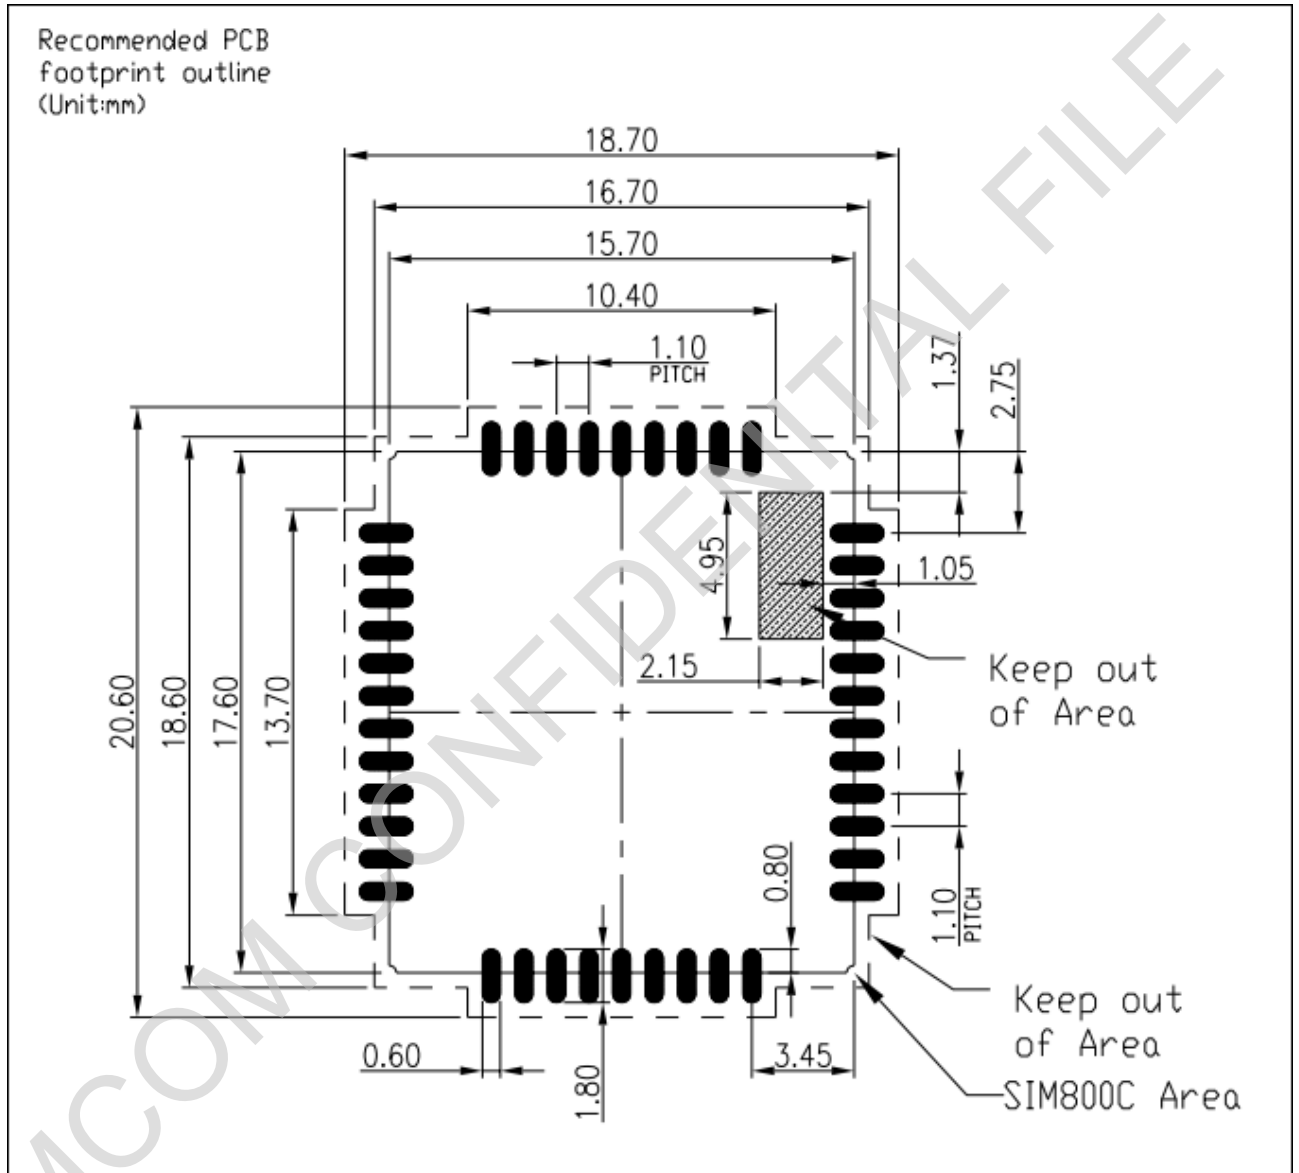 Recommended PCB
footprint outline
(Unit:mm)
18.70
16.70
15.70
10.40
1.10
PITCH
1.37
2.75
4.95
1.05
2.15
Keep out
of Area
20.60
18.60
17.60
13.70
0.80
1.10
PITCH
Keep out
of Area
0.60
1.80
3.45
SIM800C Area
MCOM CONFIDENTIAL FILE